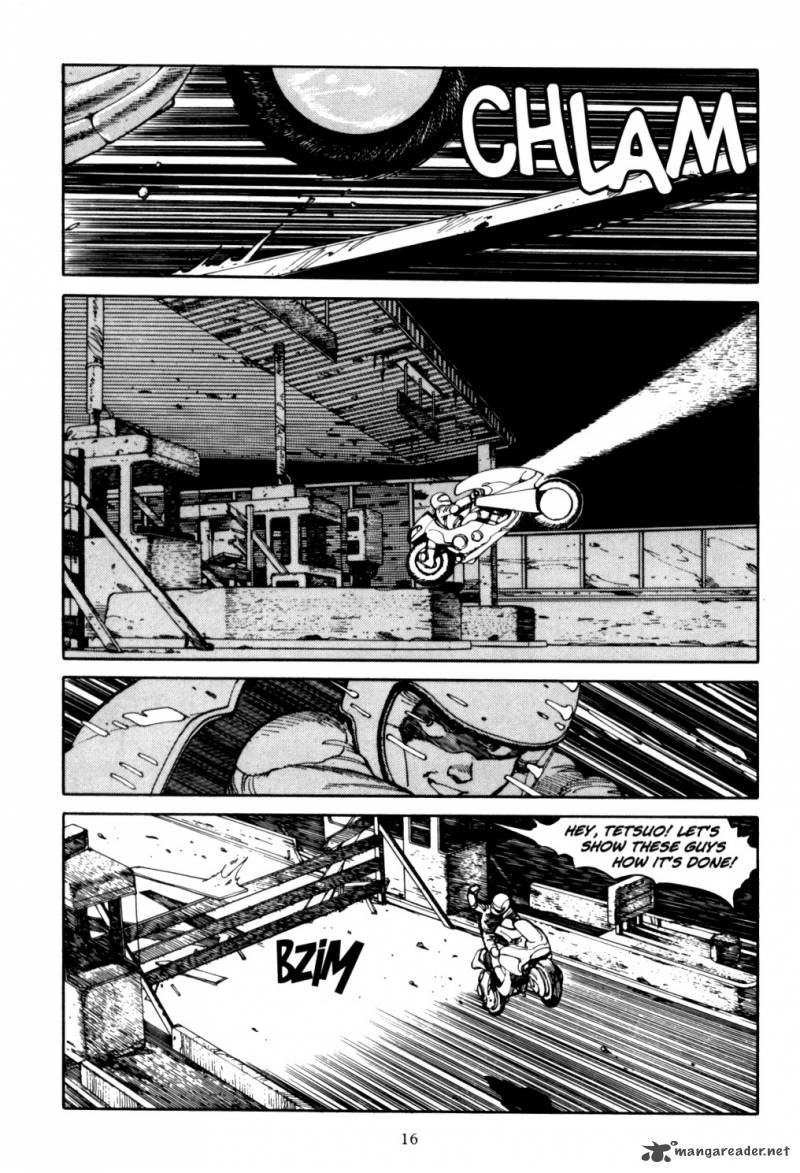 CHLAM
HEY, TETSUO! LET'S
SHOW THESE GUYS
HOW IT'S DONE!
BZIM
16
mangareader.net